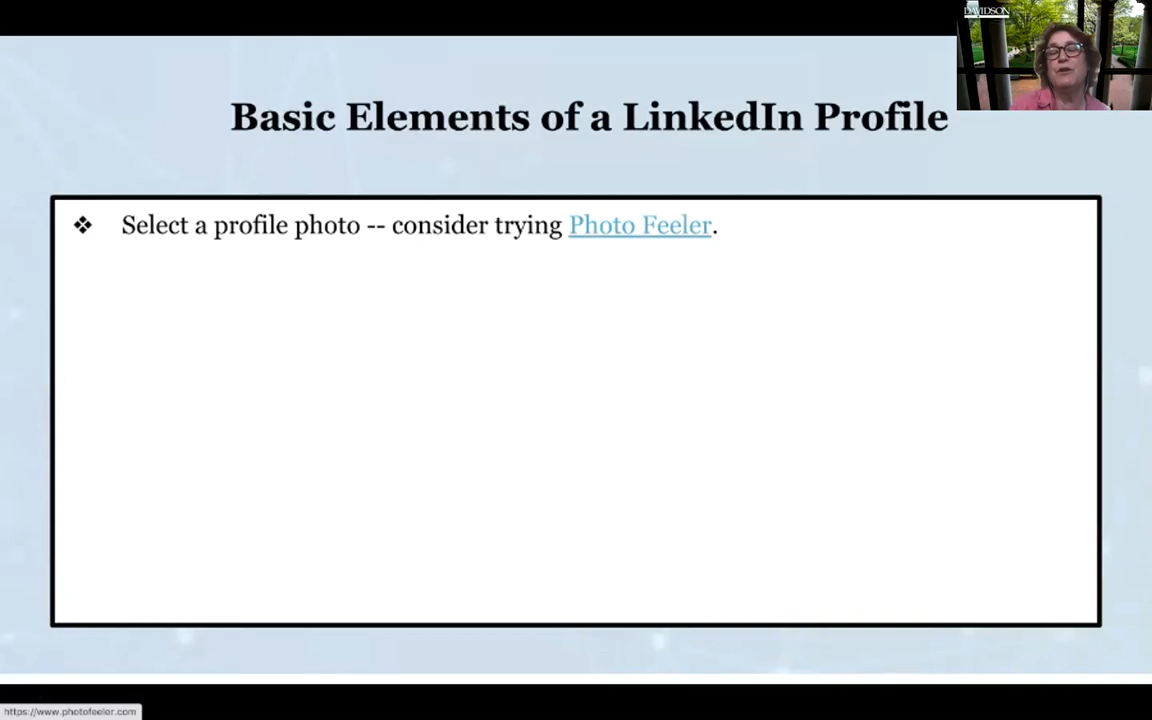 DAVIDSON
Basic Elements of a LinkedIn Profile
❖ Select a profile photo -- consider trying Photo Feeler.
https://www.photofeeler.com